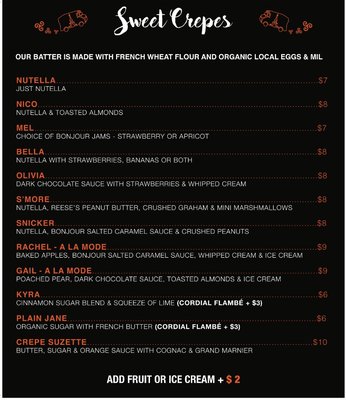 Sweet Crepes
OUR BATTER IS MADE WITH FRENCH WHEAT FLOUR AND ORGANIC LOCAL EGGS & MIL
NUTELLA $7
JUST NUTELLA
NICO $8
NUTELLA & TOASTED ALMONDS
MEL $7
CHOICE OF BONJOUR JAMS - STRAWBERRY OR APRICOT
BELLA $8
NUTELLA WITH STRAWBERRIES, BANANAS OR BOTH
OLIVIA $8
DARK CHOCOLATE SAUCE WITH STRAWBERRIES & WHIPPED CREAM
S'MORE $8
NUTELLA, REESE'S PEANUT BUTTER, CRUSHED GRAHAM & MINI MARSHMALLOWS
SNICKER $8
NUTELLA, BONJOUR SALTED CARAMEL SAUCE & CRUSHED PEANUTS
RACHEL - A LA MODE $9
BAKED APPLES, BONJOUR SALTED CARAMEL SAUCE, WHIPPED CREAM & ICE CREAM
GAIL - A LA MODE $9
POACHED PEAR, DARK CHOCOLATE SAUCE, TOASTED ALMONDS & ICE CREAM
KYRA $6
CINNAMON SUGAR BLEND & SQUEEZE OF LIME (CORDIAL FLAMBÉ + $3)
PLAIN JANE $6
ORGANIC SUGAR WITH FRENCH BUTTER (CORDIAL FLAMBÉ + $3)
CREPE SUZETTE $10
BUTTER, SUGAR & ORANGE SAUCE WITH COGNAC & GRAND MARNIER
ADD FRUIT OR ICE CREAM + $ 2